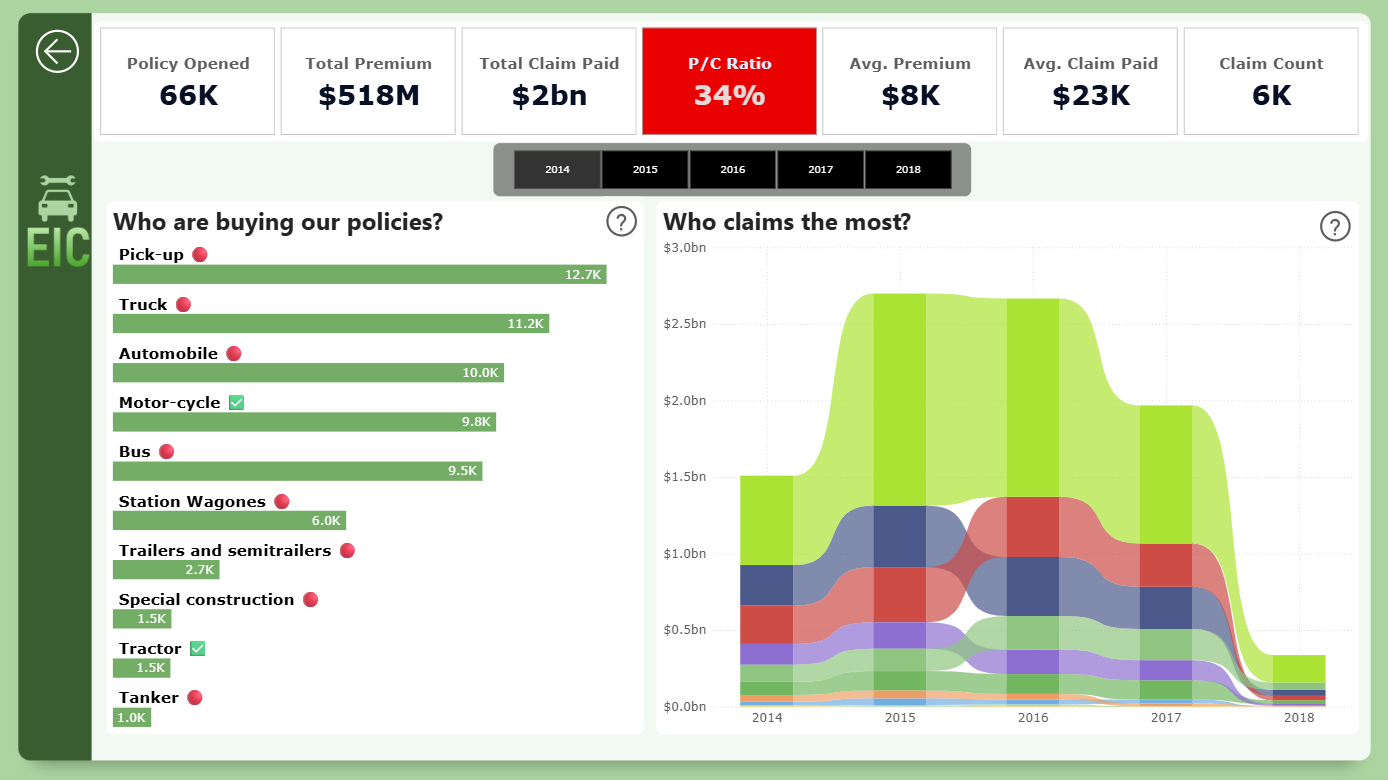 Policy Opened
66K
Total Premium
$518M
Total Claim Paid
$2bn
P/C Ratio
34%
Avg. Premium
$8K
Avg. Claim Paid
$23K
Claim Count
6K
2014
2015
2016
2017
2018
EIC
Who are buying our policies?
?
Pick-up
12.7K
Truck
11.2K
Automobile
10.0K
Motor-cycle
9.8K
Bus
9.5K
Station Wagones
6.0K
Trailers and semitrailers
2.7K
Special construction
1.5K
Tractor
1.5K
Tanker
1.0K
Who claims the most?
?
$3.0bn
$2.5bn
$2.0bn
$1.5bn
$1.0bn
$0.5bn
$0.0bn
2014
2015
2016
2017
2018